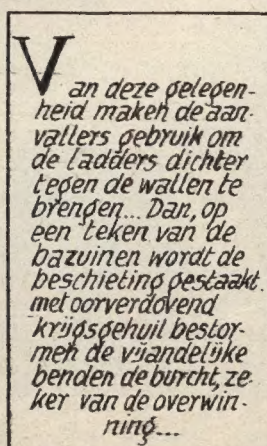 Van deze gelegen-
heid maken de aan-
vallers gebruik om
de ladders dichter
tegen de wallen te
brengen... Dan, op
een teken van de
bazuinen wordt de
beschieting gestaakt.
met oorverdovend
krijgsgehuil bestor-
men de vijandelijke
benden de burcht, ze-
ker van de overwin-
ning...